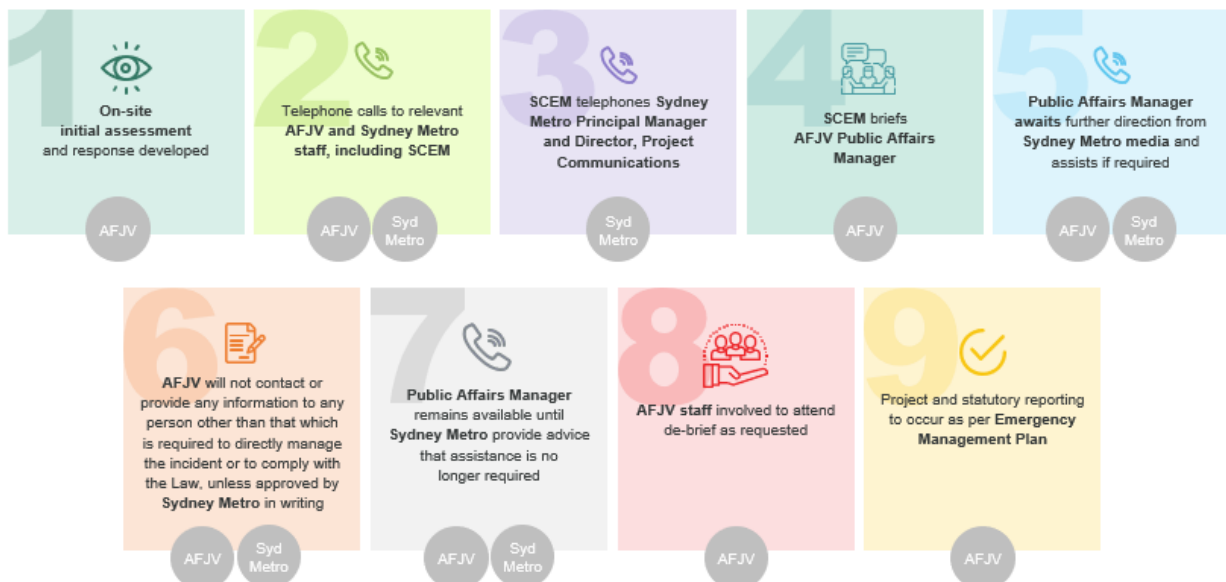 1
On-site
initial assessment
and response developed
AFJV
2
Telephone calls to relevant
AFJV and Sydney Metro
staff, including SCEM
AFJV
Syd
Metro
3
SCEM telephones Sydney
Metro Principal Manager
and Director, Project
Communications
Syd
Metro
4
SCEM briefs
AFJV Public Affairs
Manager
AFJV
5
Public Affairs Manager
awaits further direction from
Sydney Metro media and
assists if required
AFJV
Syd
Metro
6
AFJV will not contact or
provide any information to any
person other than that which
is required to directly manage
the incident or to comply with
the Law, unless approved by
Sydney Metro in writing
AFJV
Syd
Metro
7
Public Affairs Manager
remains available until
Sydney Metro provide advice
that assistance is no
longer required
AFJV
Syd
Metro
8
AFJV staff involved to attend
de-brief as requested
AFJV
9
Project and statutory reporting
to occur as per Emergency
Management Plan
AFJV